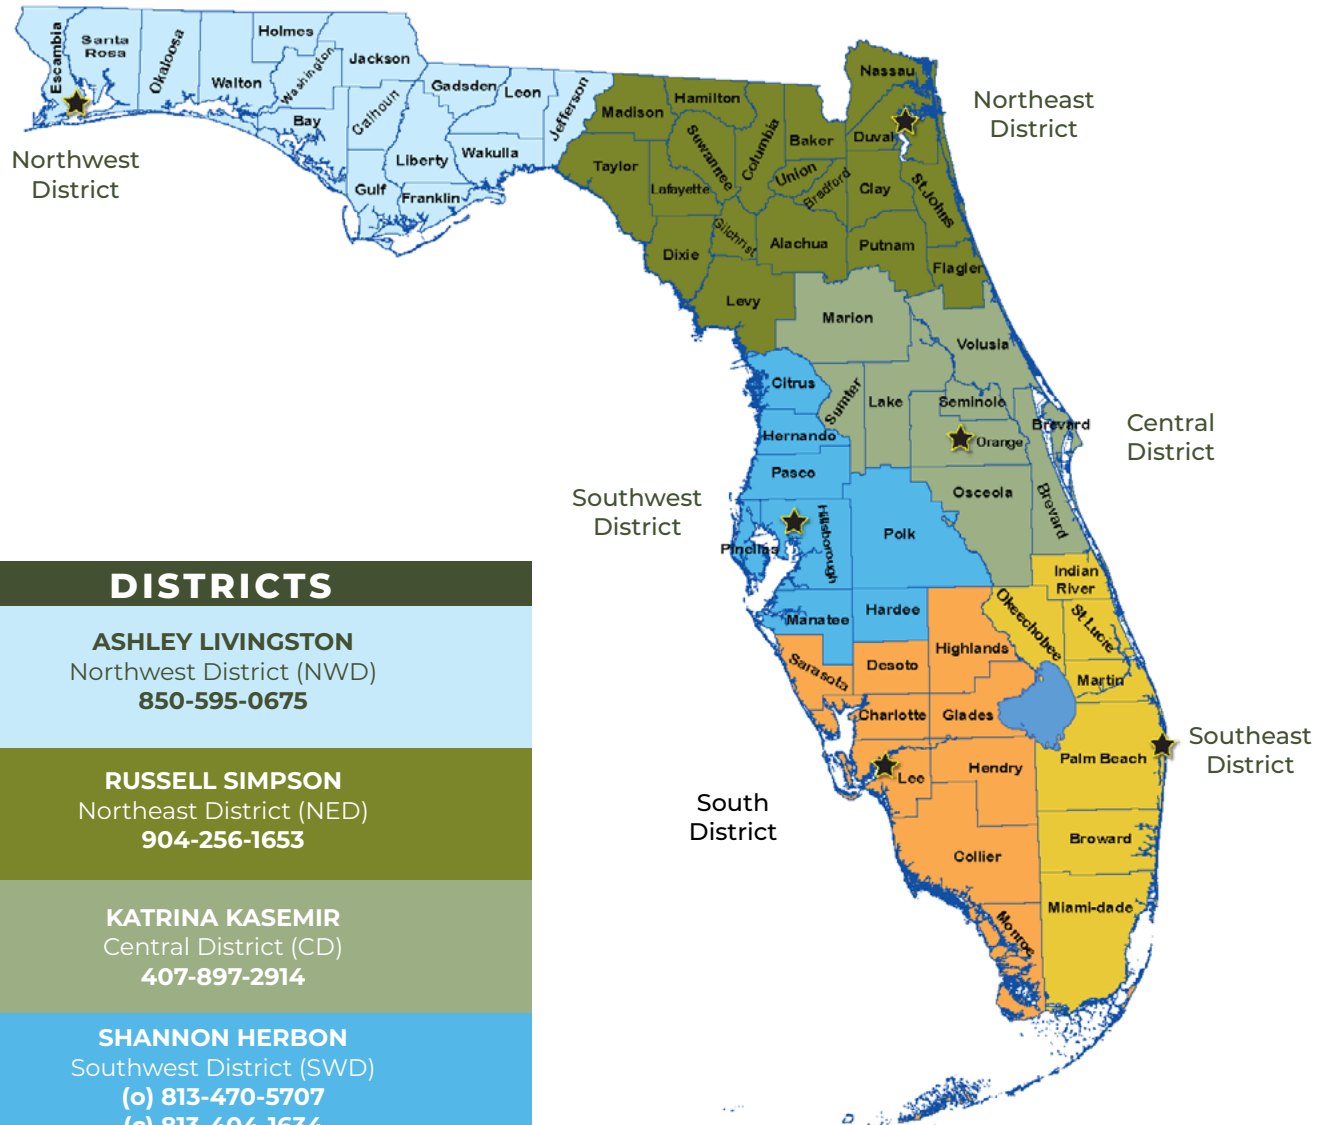 Escambia
Santa
Rosa
Okaloosa
Walton
Holmes
Washington
Jackson
Bay
Calhoun
Gulf
Liberty
Gadsden
Leon
Wakulla
Franklin
Jefferson
Northwest
District
Madison
Hamilton
Taylor
Suwannee
Lafayette
Columbia
Baker
Nassau
Duval
Union
Bradford
Clay
St Johns
Dixie
Gilchrist
Alachua
Putnam
Flagler
Levy
Northeast
District
Marion
Volusia
Sumter
Lake
Seminole
Orange
Brevard
Osceola
Brevard
Central
District
Citrus
Hernando
Pasco
Pinellas
Hillsborough
Polk
Manatee
Hardee
Southwest
District
Sarasota
Desoto
Highlands
Charlotte
Glades
Lee
Hendry
Collier
Monroe
South
District
Indian
River
Okeechobee
St Lucie
Martin
Palm Beach
Broward
Miami-dade
Southeast
District
DISTRICTS
ASHLEY LIVINGSTON
Northwest District (NWD)
850-595-0675
RUSSELL SIMPSON
Northeast District (NED)
904-256-1653
KATRINA KASEMIR
Central District (CD)
407-897-2914
SHANNON HERBON
Southwest District (SWD)
(o) 813-470-5707
(c) 813-404-1634